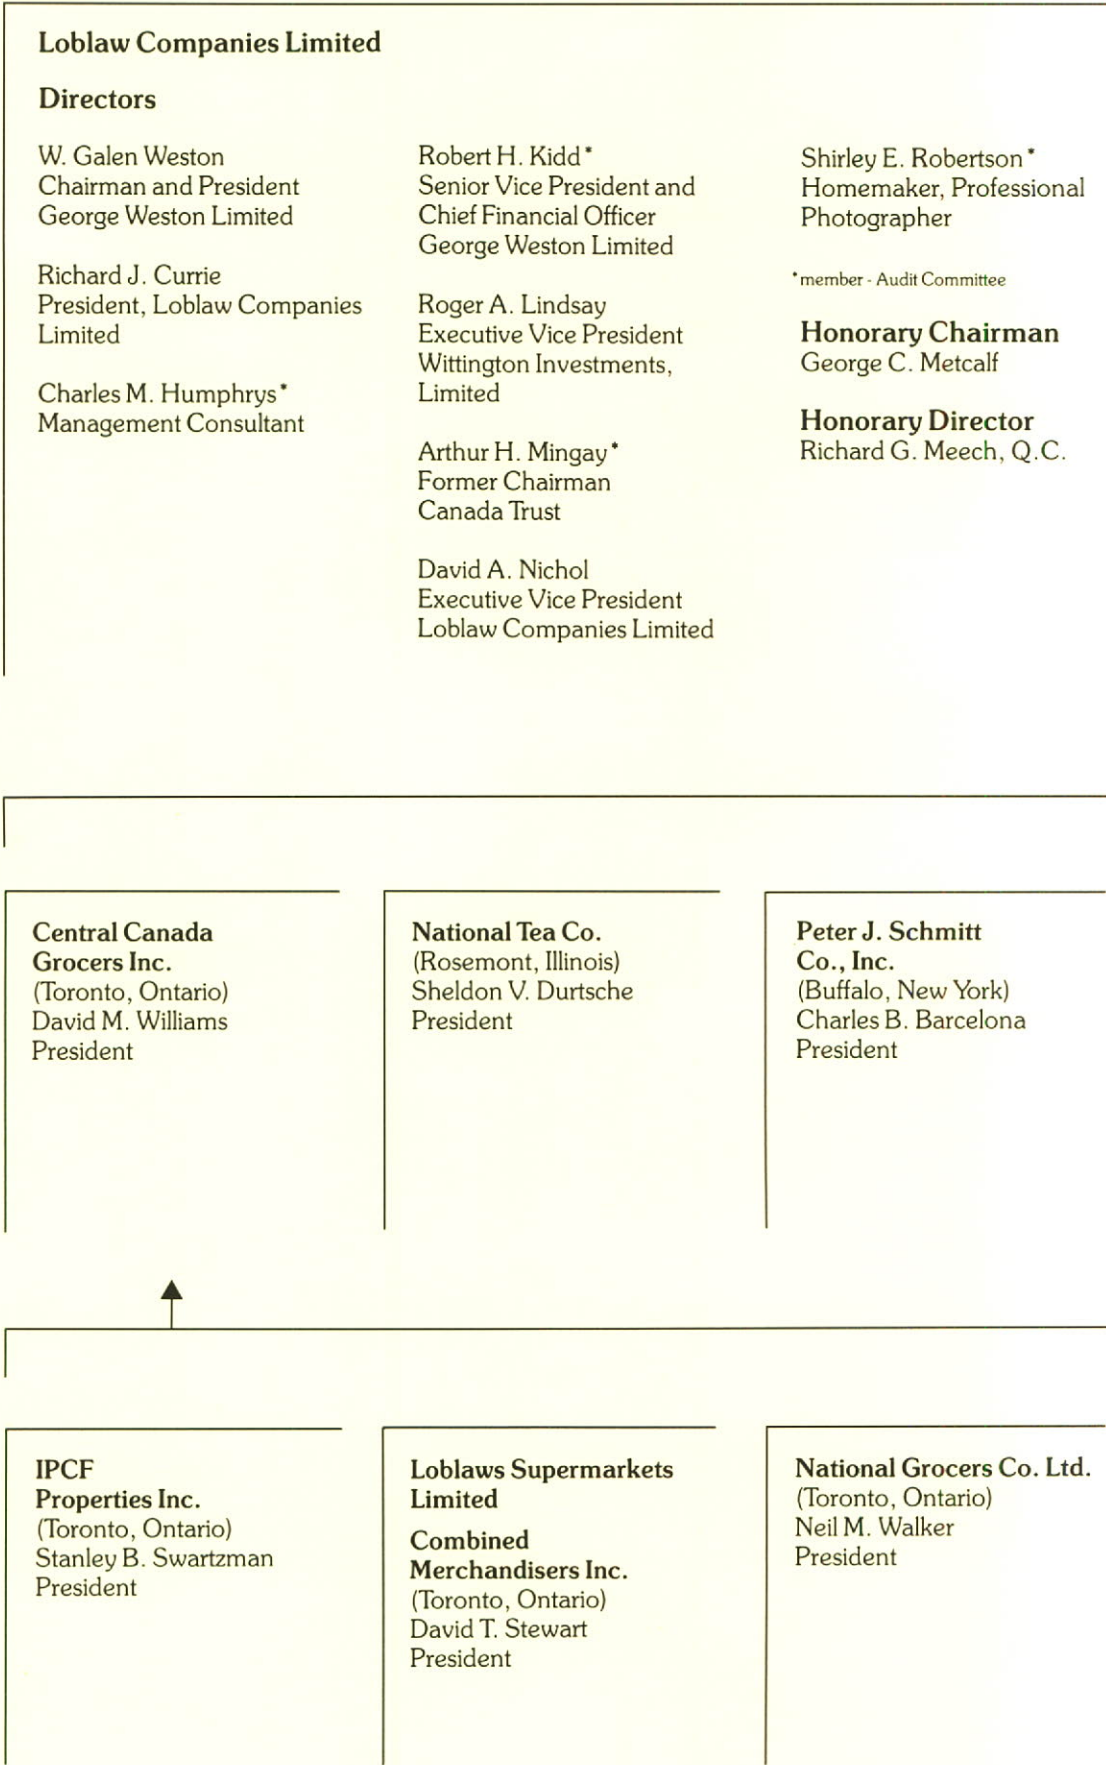 Loblaw Companies Limited
Directors
W. Galen Weston
Chairman and President
George Weston Limited
Richard J. Currie
President, Loblaw Companies
Limited
Charles M. Humphrys*
Management Consultant
Robert H. Kidd*
Senior Vice President and
Chief Financial Officer
George Weston Limited
Roger A. Lindsay
Executive Vice President
Wittington Investments,
Limited
Arthur H. Mingay*
Former Chairman
Canada Trust
David A. Nichol
Executive Vice President
Loblaw Companies Limited
Shirley E. Robertson*
Homemaker, Professional
Photographer
*member - Audit Committee
Honorary Chairman
George C. Metcalf
Honorary Director
Richard G. Meech, Q.C.
Central Canada
Grocers Inc.
(Toronto, Ontario)
David M. Williams
President
National Tea Co.
(Rosemont, Illinois)
Sheldon V. Durtsche
President
Peter J. Schmitt
Co., Inc.
(Buffalo, New York)
Charles B. Barcelona
President
IPCF
Properties Inc.
(Toronto, Ontario)
Stanley B. Swartzman
President
Loblaws Supermarkets
Limited
Combined
Merchandisers Inc.
(Toronto, Ontario)
David T. Stewart
President
National Grocers Co. Ltd.
(Toronto, Ontario)
Neil M. Walker
President